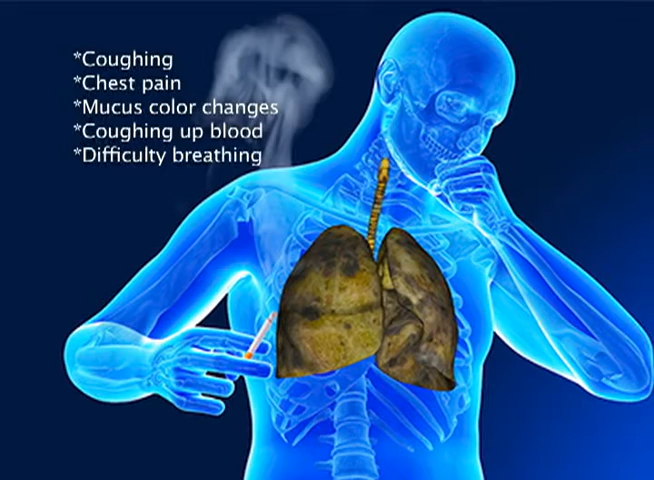 *Coughing
*Chest pain
*Mucus color changes
*Coughing up blood
*Difficulty breathing